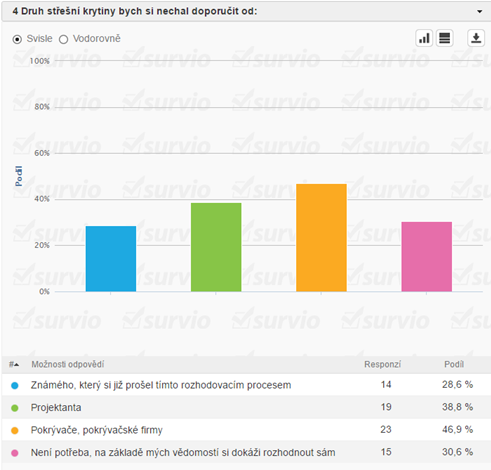 4 Druh střešní krytiny bych si nechal doporučit od:
Svisle Vodorovně
100%
80%
60%
40%
20%
0%
Podíl
survio
# Možnosti odpovědí Responzí Podíl
Známého, který si již prošel tímto rozhodovacím procesem 14 28,6 %
Projektanta 19 38,8 %
Pokrývače, pokrývačské firmy 23 46,9 %
Není potřeba, na základě mých vědomostí si dokáži rozhodnout sám 15 30,6 %